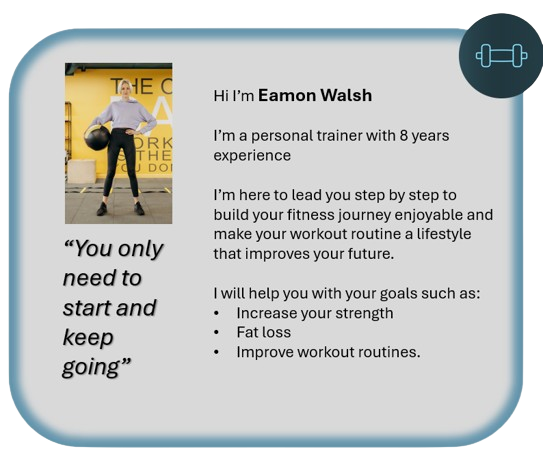 THE
WORK
IS THE
YOU DO
Hi I'm Eamon Walsh
I'm a personal trainer with 8 years
experience
I'm here to lead you step by step to
build your fitness journey enjoyable and
make your workout routine a lifestyle
that improves your future.
I will help you with your goals such as:
• Increase your strength
• Fat loss
• Improve workout routines.
“You only
need to
start and
keep
going”